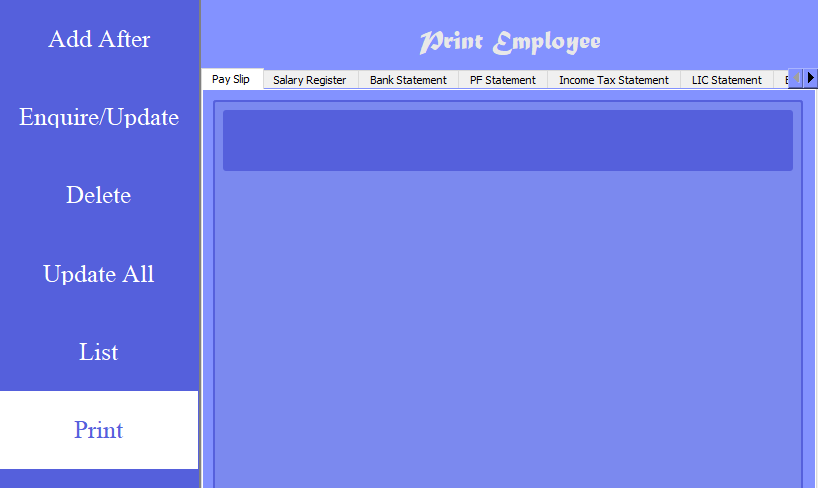 Add After
Enquire/Update
Delete
Update All
List
Print
Print Employee
Pay Slip
Salary Register
Bank Statement
PF Statement
Income Tax Statement
LIC Statement